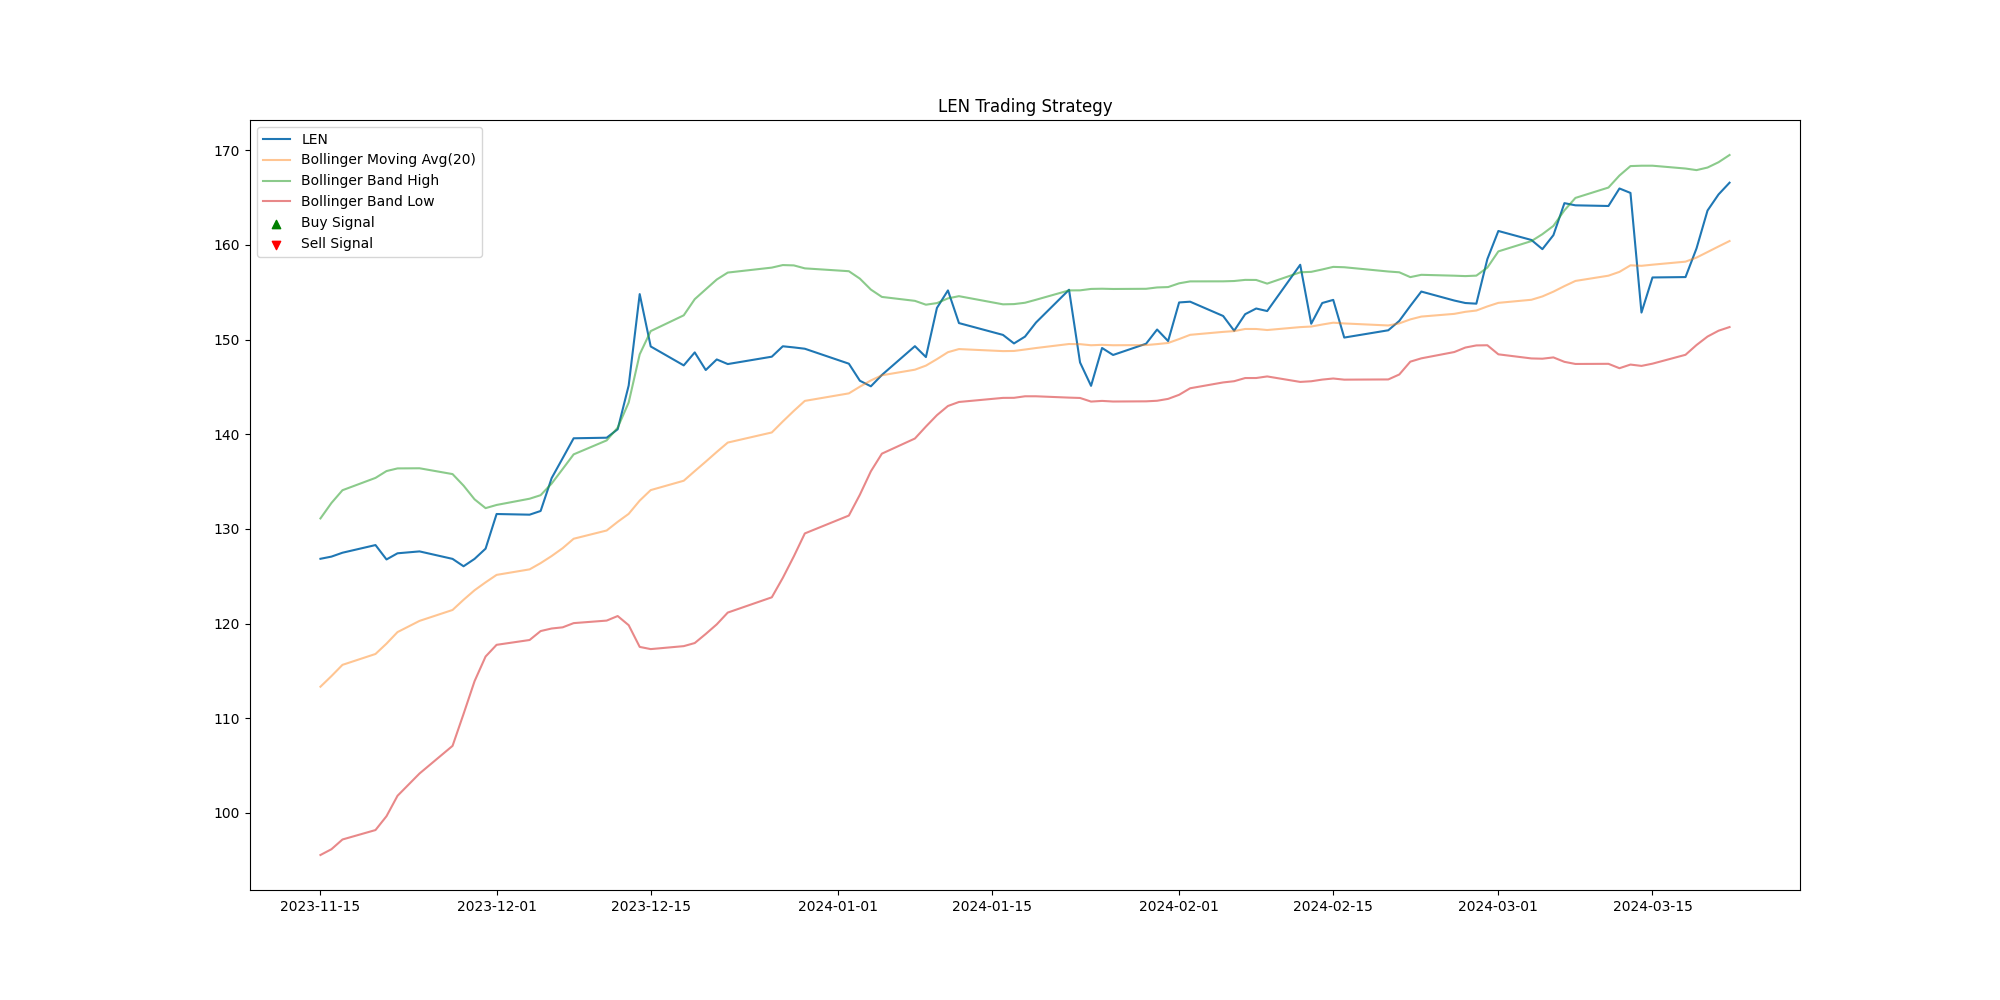 LEN Trading Strategy
LEN
Bollinger Moving Avg(20)
Bollinger Band High
Bollinger Band Low
Buy Signal
Sell Signal
170
160
150
140
130
120
110
100
2023-11-15
2023-12-01
2023-12-15
2024-01-01
2024-01-15
2024-02-01
2024-02-15
2024-03-01
2024-03-15